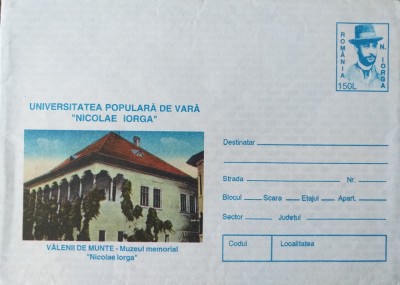 ROMÂNIA
N. IORGA
150L
UNIVERSITATEA POPULARĂ DE VARĂ
"NICOLAE IORGA"
VĂLENII DE MUNTE - Muzeul memorial
"Nicolae Iorga"
Destinatar
Strada Nr.
Blocul Scara Etajul Apart.
Sector Județul
Codul Localitatea